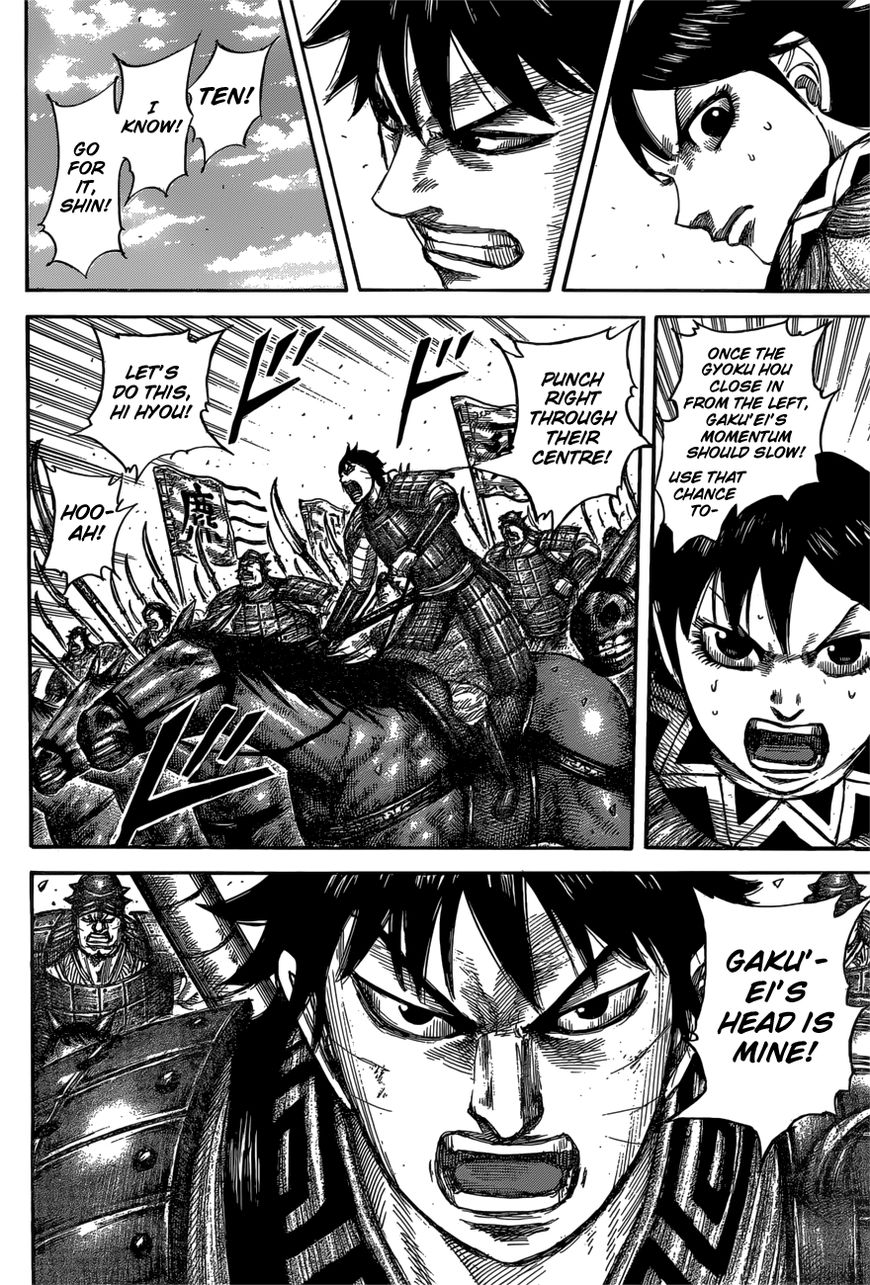 TEN!
I
KNOW!
GO
FOR
IT,
SHIN!
ONCE THE
GYOKU HOU
CLOSE IN
FROM THE LEFT,
GAKU'EI'S
MOMENTUM
SHOULD SLOW!
USE THAT
CHANCE
TO-
PUNCH
RIGHT
THROUGH
THEIR
CENTRE!
ド
ド
LET'S
DO THIS,
HI HYOU!
麃
HOO-
AH!
ド
GAKU'-
EI'S
HEAD IS
MINE!